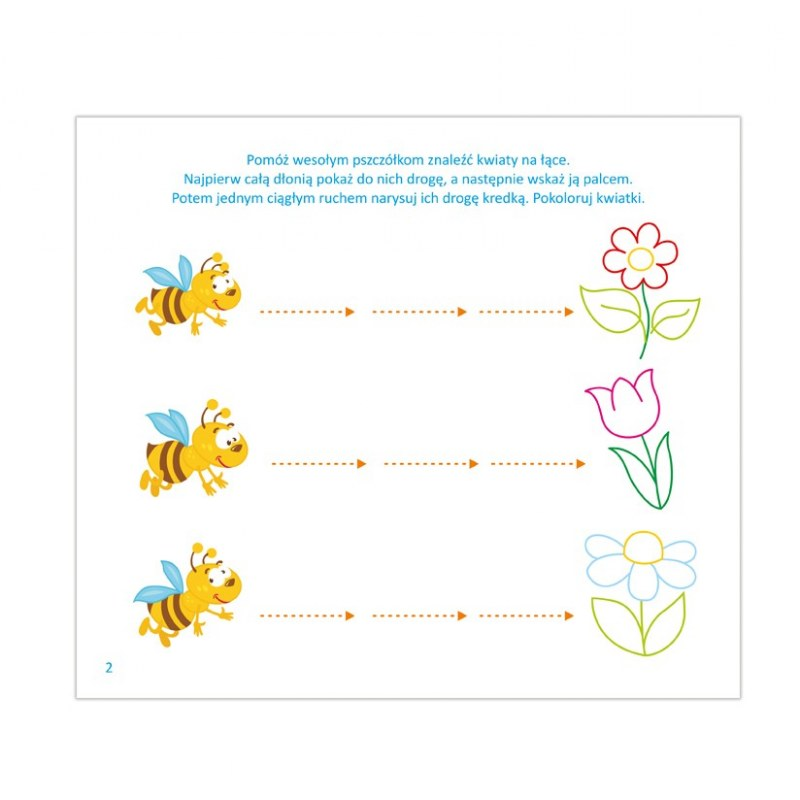 Pomóż wesołym pszczółkom znaleźć kwiaty na łące.
Najpierw całą dłonią pokaż do nich drogę, a następnie wskaż ją palcem.
Potem jednym ciągłym ruchem narysuj ich drogę kredką. Pokoloruj kwiatki.
2